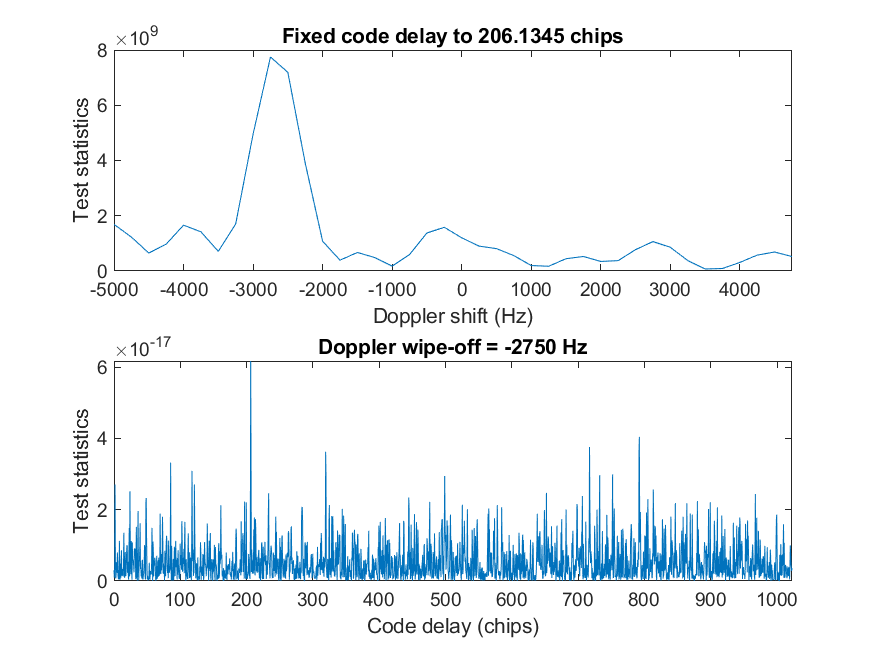 ×10^9
Fixed code delay to 206.1345 chips
8
6
4
2
0
Test statistics
-5000 -4000 -3000 -2000 -1000 0 1000 2000 3000 4000
Doppler shift (Hz)
×10^-17
Doppler wipe-off = -2750 Hz
6
4
2
0
Test statistics
0 100 200 300 400 500 600 700 800 900 1000
Code delay (chips)